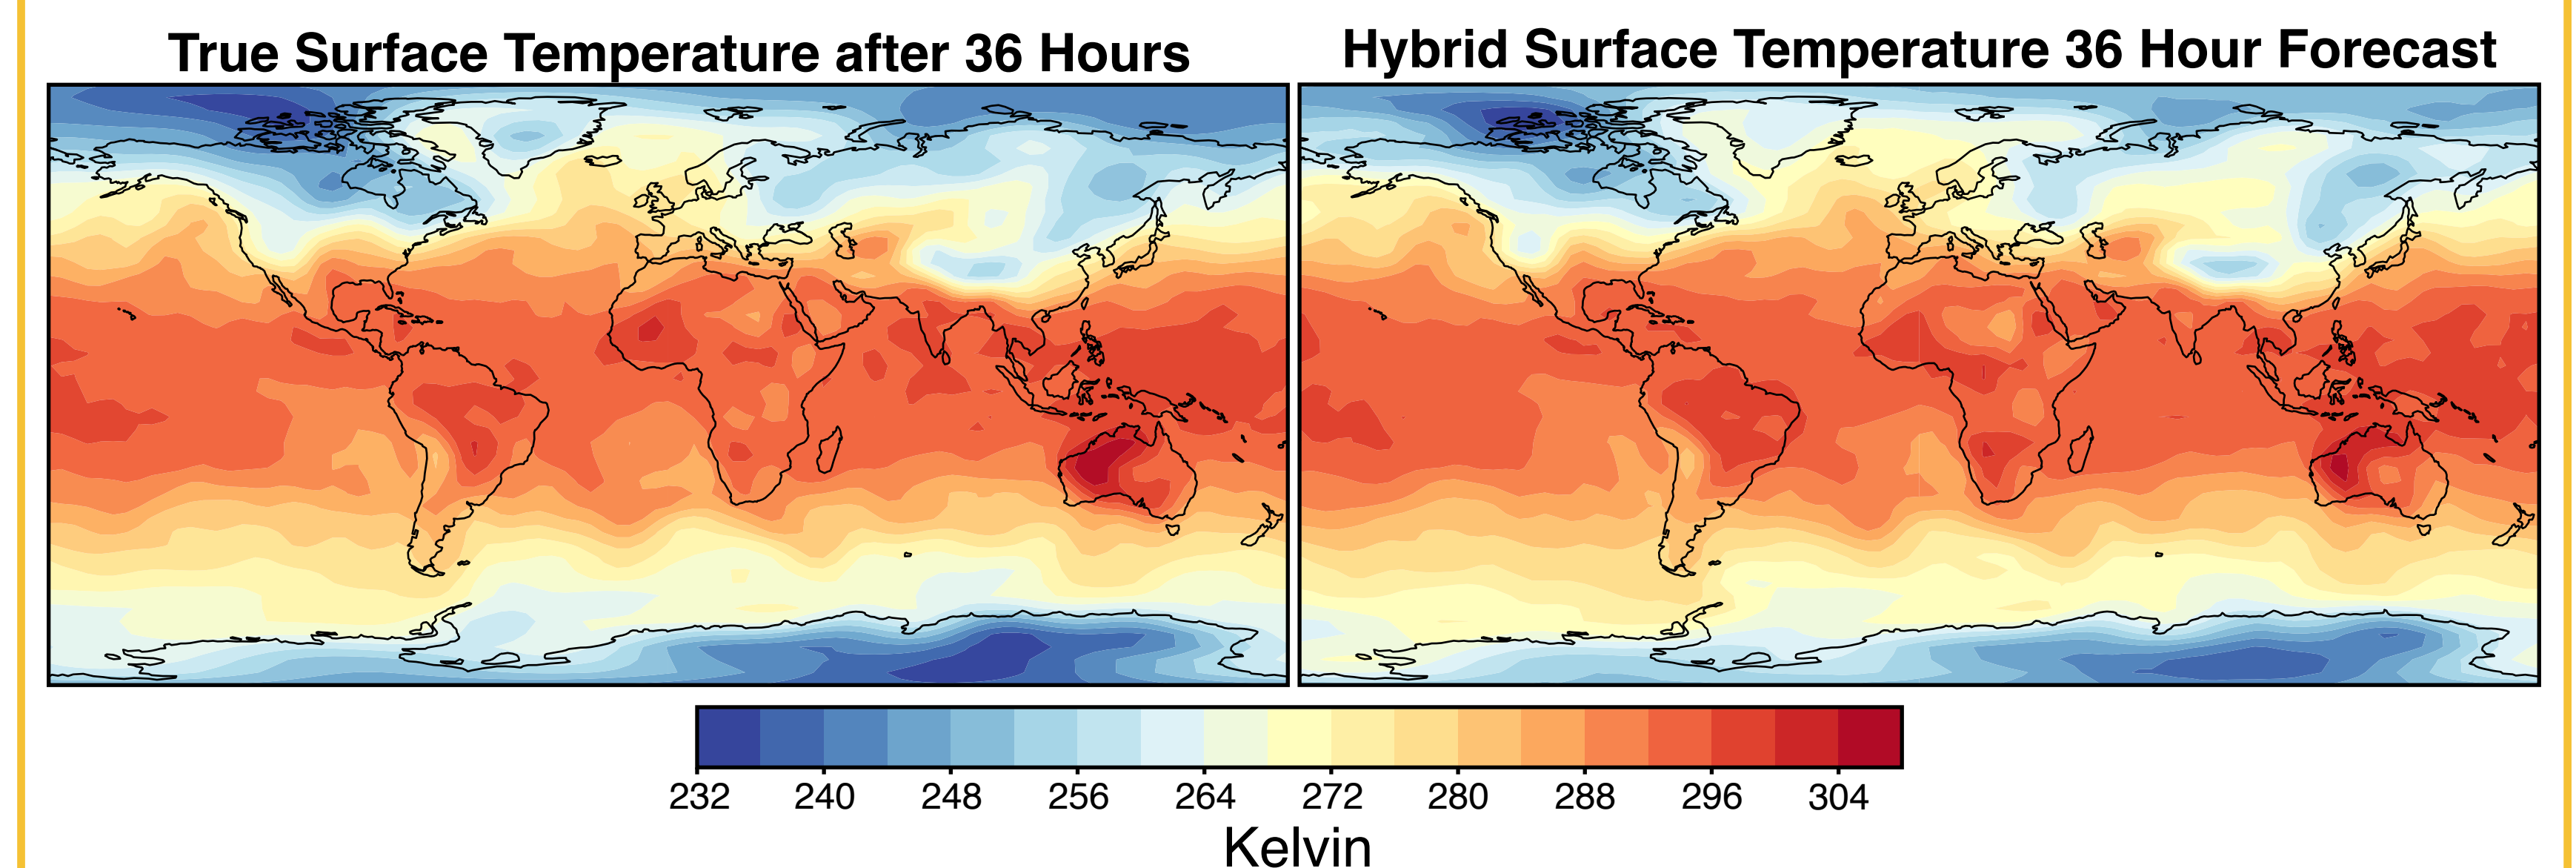 True Surface Temperature after 36 Hours
Hybrid Surface Temperature 36 Hour Forecast
232 240 248 256 264 272 280 288 296 304
Kelvin